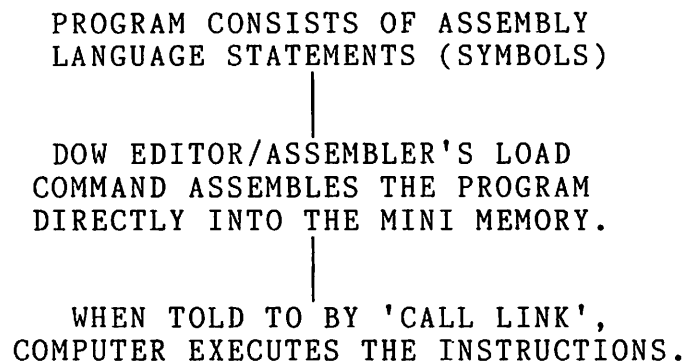 PROGRAM CONSISTS OF ASSEMBLY
LANGUAGE STATEMENTS (SYMBOLS)
DOW EDITOR/ASSEMBLER'S LOAD
COMMAND ASSEMBLES THE PROGRAM
DIRECTLY INTO THE MINI MEMORY.
WHEN TOLD TO BY 'CALL LINK',
COMPUTER EXECUTES THE INSTRUCTIONS.